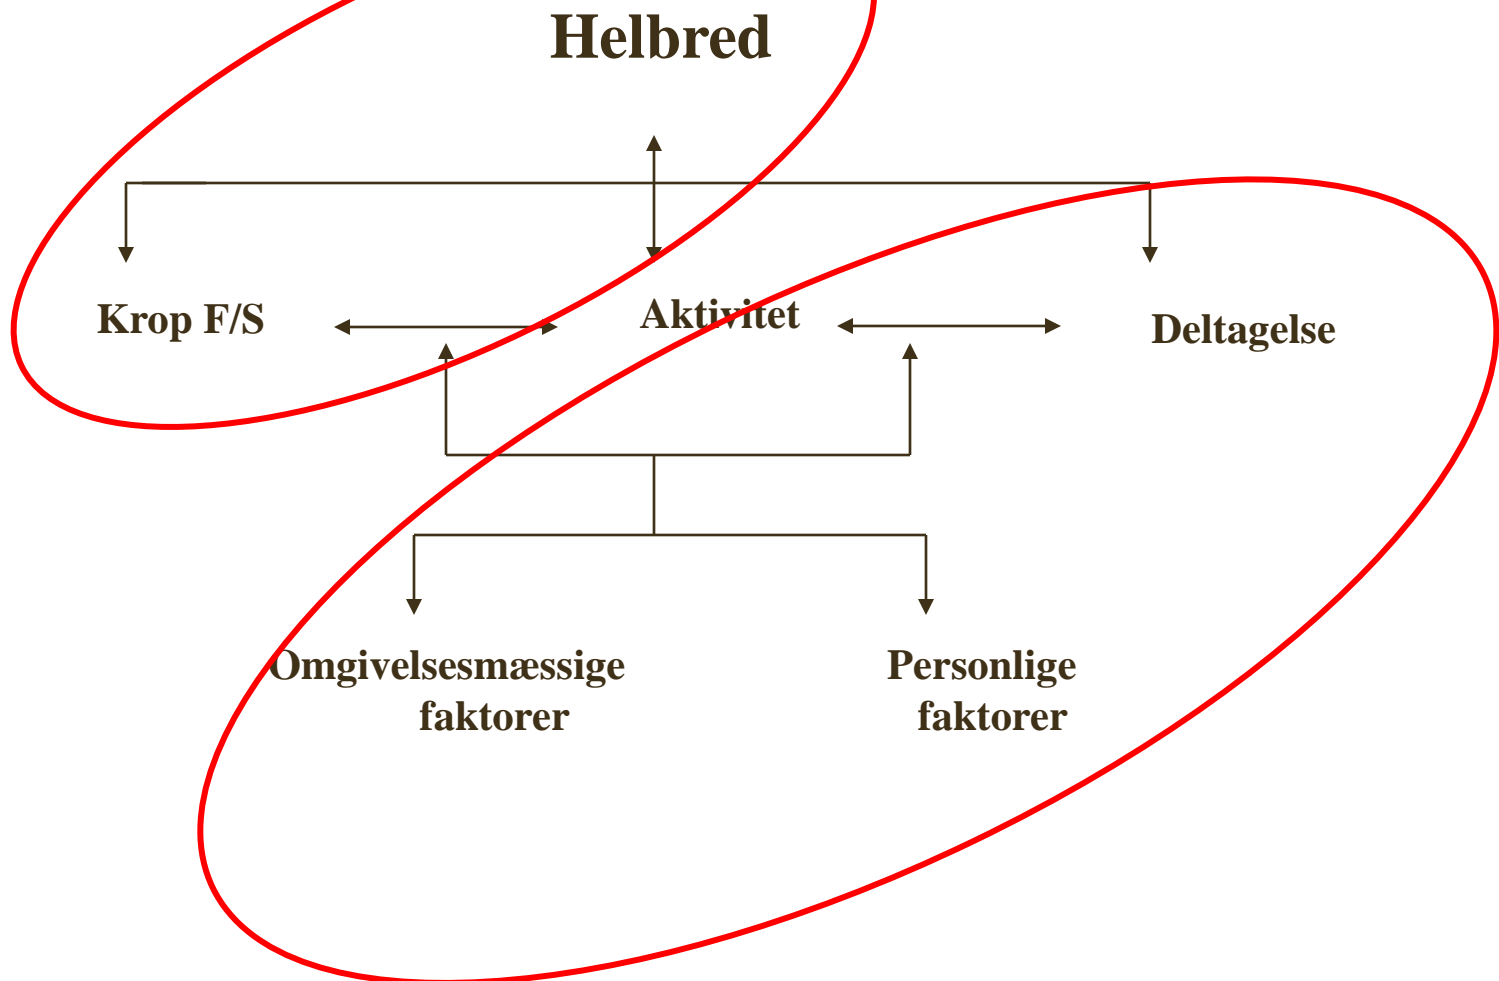 Helbred
Krop F/S
Aktivitet
Deltagelse
Omgivelsesmæssige
faktorer
Personlige
faktorer